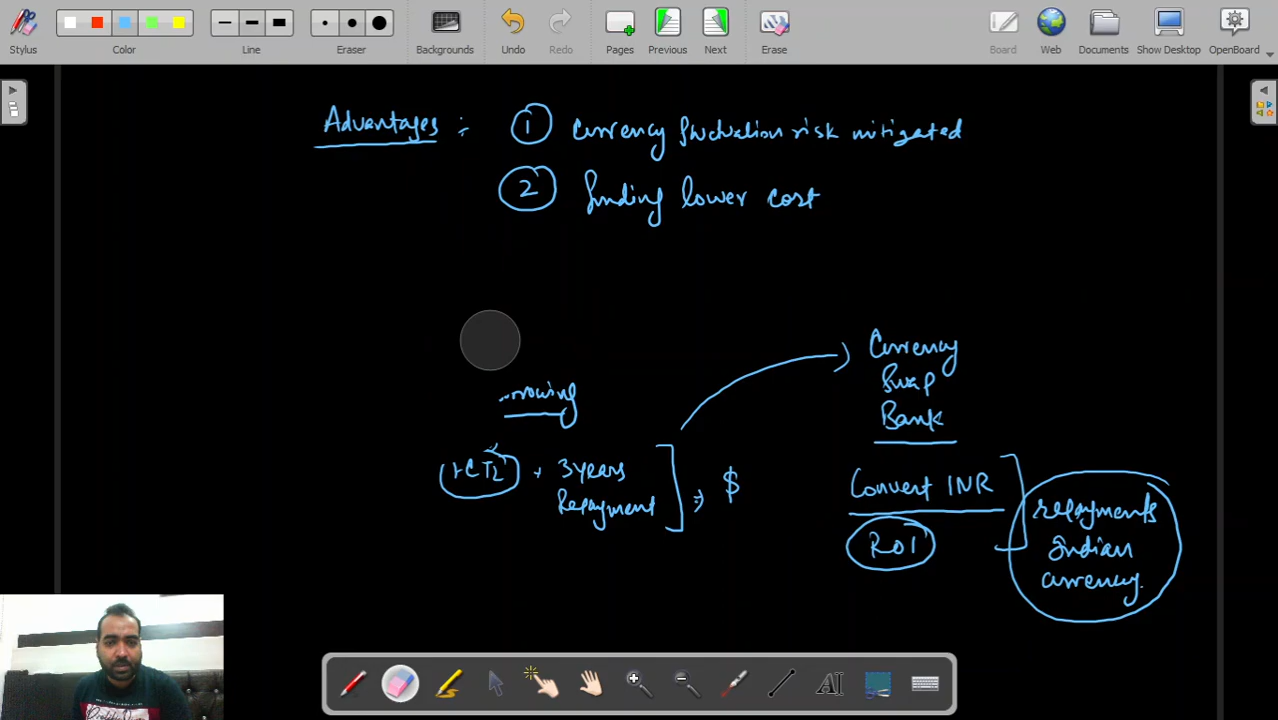 Stylus
Color
Line
Eraser
Backgrounds
Undo
Redo
Pages
Previous
Next
Erase
Board
Web
Documents
Show Desktop
OpenBoard
Advantages :- 1 Currency fluctuation risk mitigated
2 funding lower cost
Currency
Swap
Bank
rowing
3 years
Repayment
$
Convert INR
ROI
repayments
Indian
currency.
AI